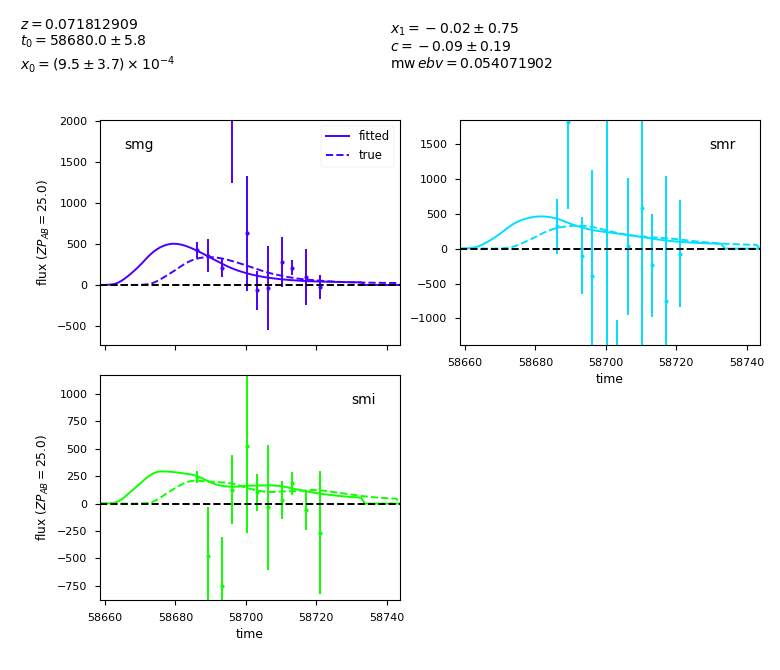 z = 0.071812909
t₀ = 58680.0 ± 5.8
x₀ = (9.5 ± 3.7) × 10⁻⁴
x₁ = −0.02 ± 0.75
c = −0.09 ± 0.19
mw ebv = 0.054071902
smg
fitted
true
flux (ZP_AB = 25.0)
2000
1500
1000
500
0
−500
smr
1500
1000
500
0
−500
−1000
58660 58680 58700 58720 58740
time
smi
flux (ZP_AB = 25.0)
1000
750
500
250
0
−250
−500
−750
58660 58680 58700 58720 58740
time